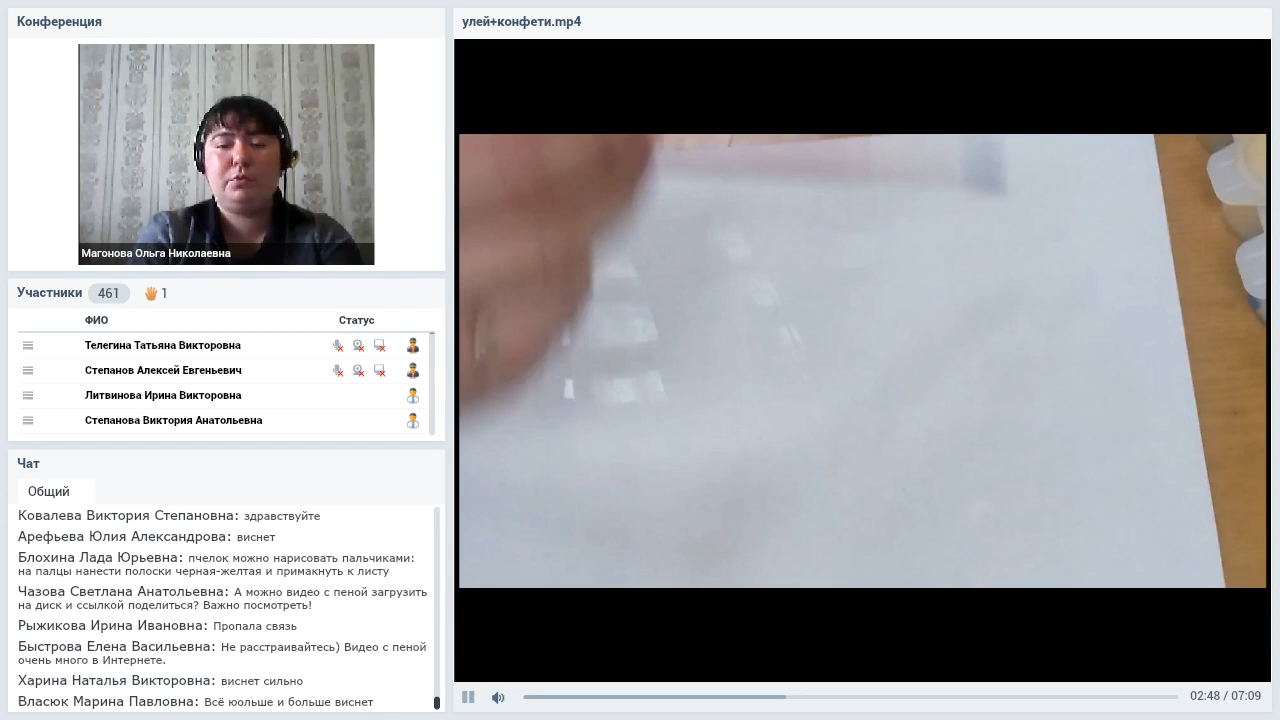 Конференция
Магонова Ольга Николаевна
Участники 461 1
ФИО Статус
Телегина Татьяна Викторовна
Степанов Алексей Евгеньевич
Литвинова Ирина Викторовна
Степанова Виктория Анатольевна
Чат
Общий
Ковалева Виктория Степановна: здравствуйте
Арефьева Юлия Александрова: виснет
Блохина Лада Юрьевна: пчелок можно нарисовать пальчиками:
на палцы нанести полоски черная-желтая и примакнуть к листу
Чазова Светлана Анатольевна: А можно видео с пеной загрузить
на диск и ссылкой поделиться? Важно посмотреть!
Рыжикова Ирина Ивановна: Пропала связь
Быстрова Елена Васильевна: Не расстраивайтесь) Видео с пеной
очень много в Интернете.
Харина Наталья Викторовна: виснет сильно
Власюк Марина Павловна: Всё юольше и больше виснет
улей+конфети.mp4
02:48 / 07:09